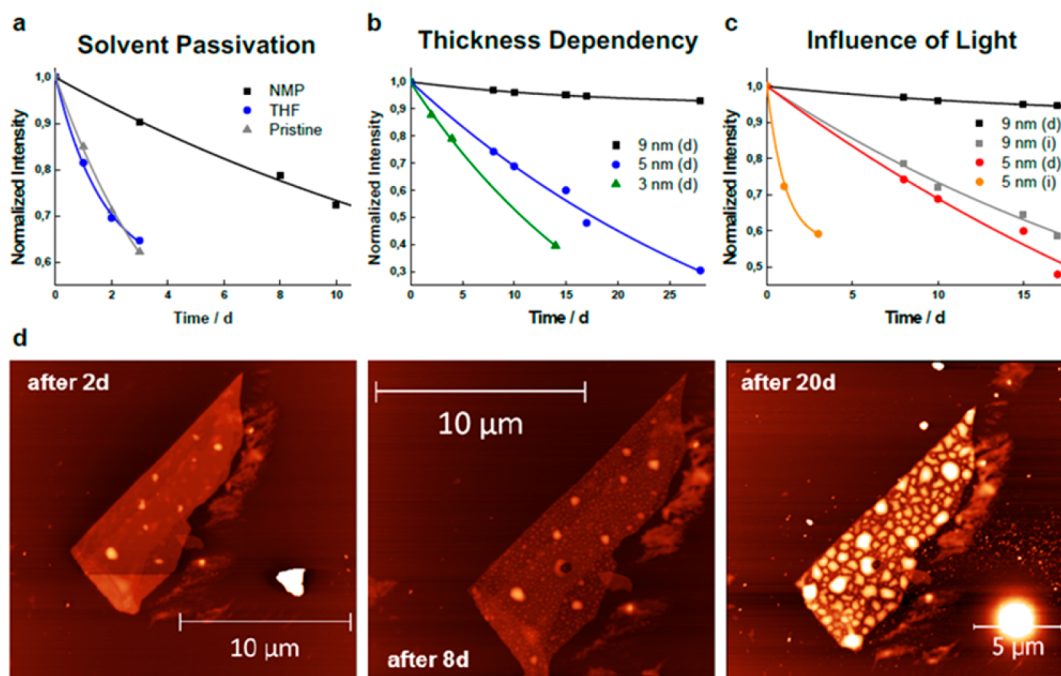 a
Solvent Passivation
1,0
0,9
0,8
0,7
0,6
Normalized Intensity
NMP
THF
Pristine
0
2
4
6
8
10
Time / d
b
Thickness Dependency
1,0
0,9
0,8
0,7
0,6
0,5
0,4
0,3
Normalized Intensity
9 nm (d)
5 nm (d)
3 nm (d)
0
5
10
15
20
25
Time / d
c
Influence of Light
1,0
0,9
0,8
0,7
0,6
0,5
Normalized Intensity
9 nm (d)
9 nm (i)
5 nm (d)
5 nm (i)
0
5
10
15
Time / d
d
after 2d
10 µm
10 µm
after 8d
after 20d
5 µm